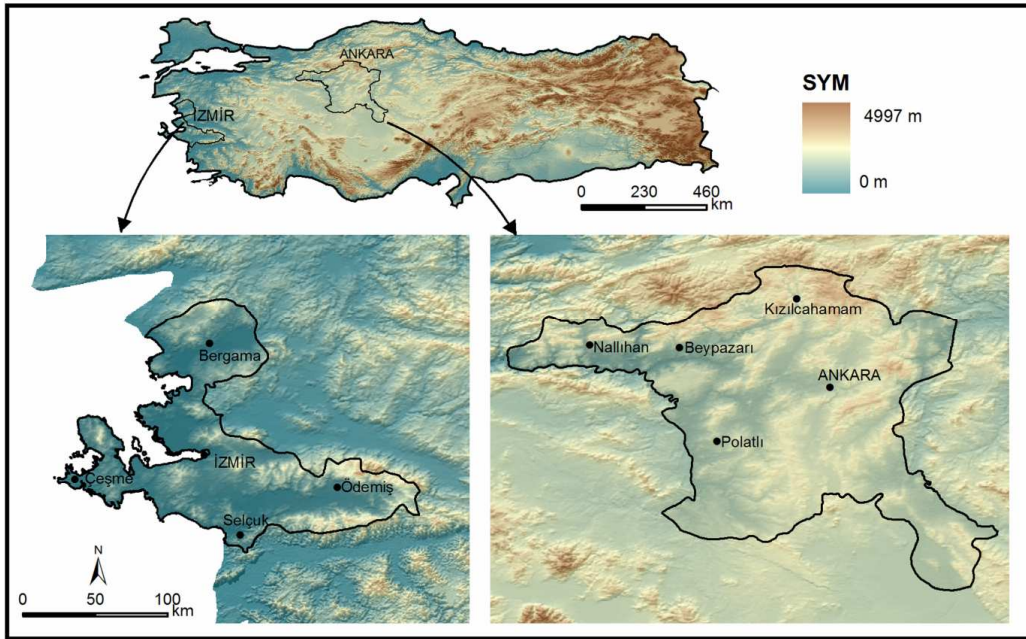 ANKARA
İZMİR
SYM
4997 m
0 m
0 230 460
km
Bergama
İZMİR
Çeşme
Ödemiş
Selçuk
N
0 50 100
km
Kızılcahamam
Nallıhan
Beypazarı
ANKARA
Polatlı